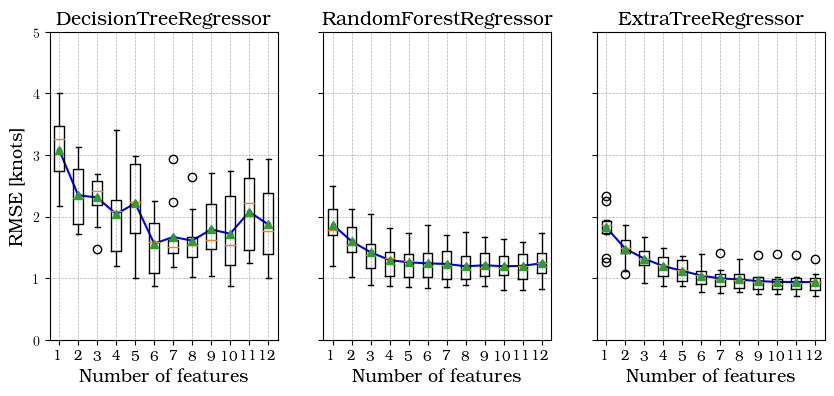 DecisionTreeRegressor RandomForestRegressor ExtraTreeRegressor
5
4
3
2
1
0
RMSE [knots]
1 2 3 4 5 6 7 8 9 10 11 12 1 2 3 4 5 6 7 8 9 10 11 12 1 2 3 4 5 6 7 8 9 10 11 12
Number of features Number of features Number of features